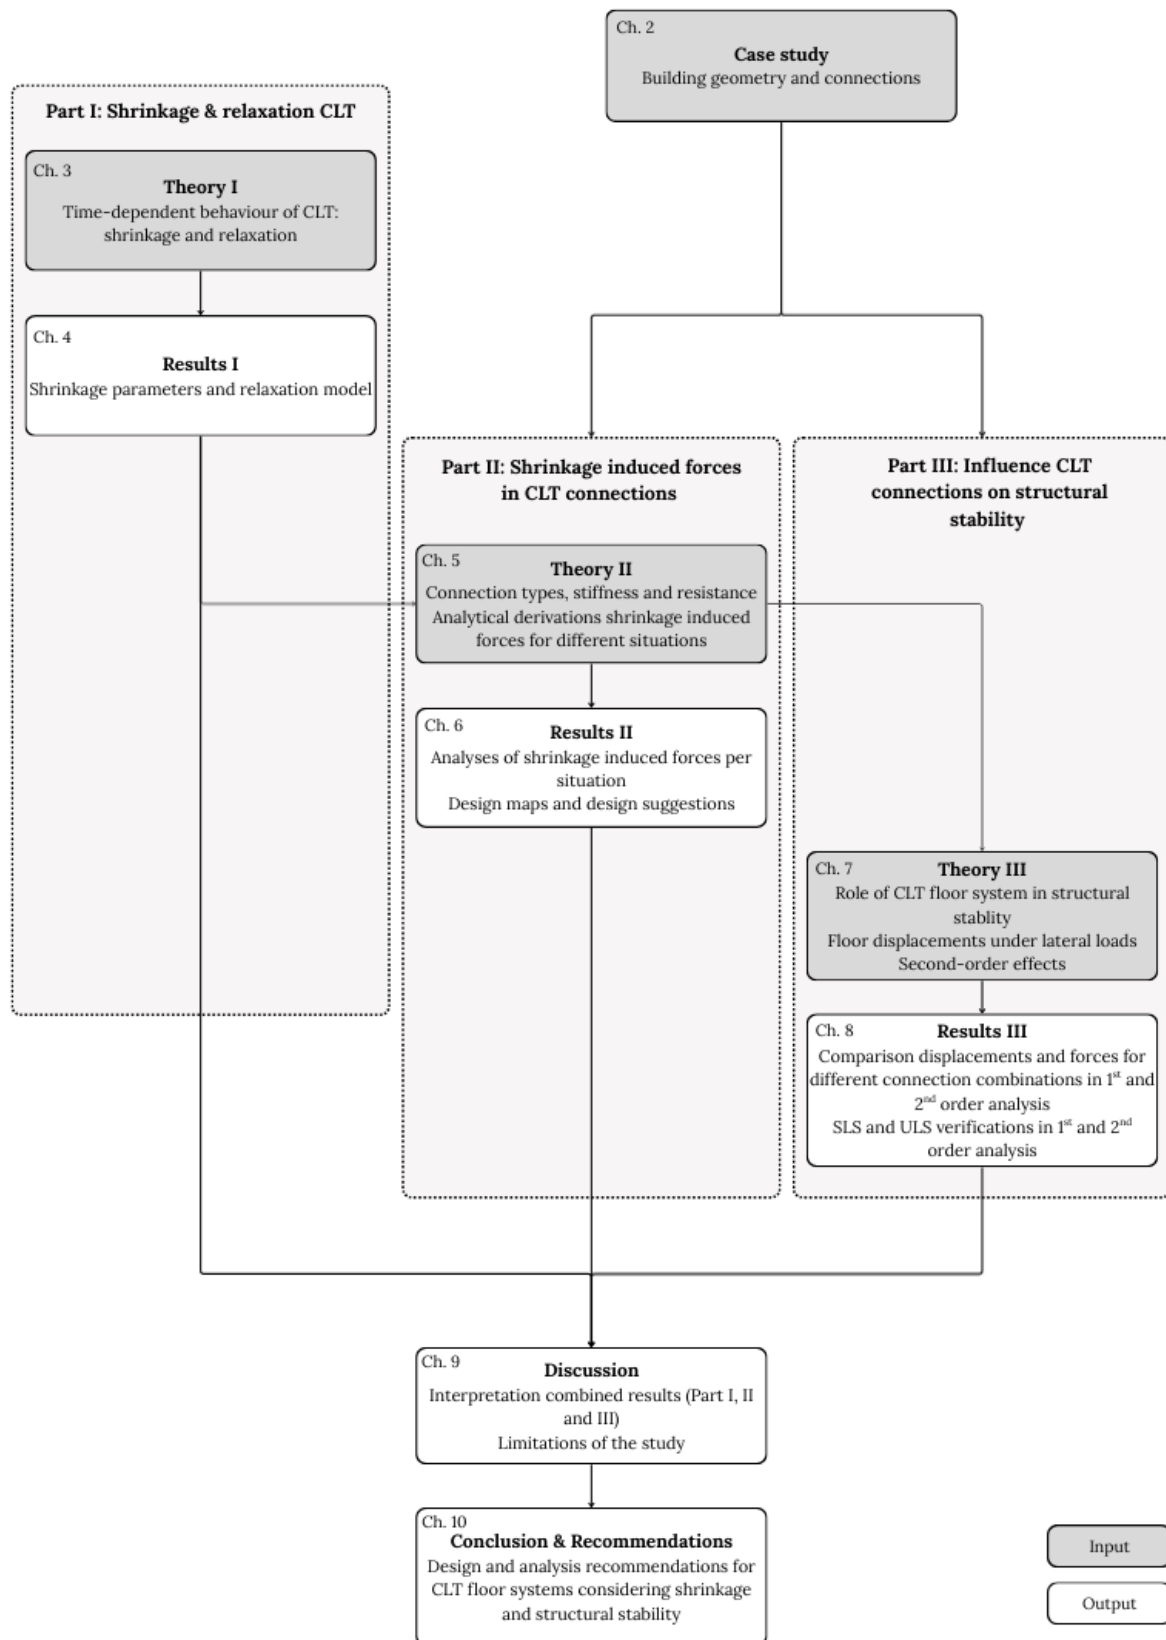 Ch. 2
Case study
Building geometry and connections
Part I: Shrinkage & relaxation CLT
Ch. 3
Theory I
Time-dependent behaviour of CLT:
shrinkage and relaxation
Ch. 4
Results I
Shrinkage parameters and relaxation model
Part II: Shrinkage induced forces
in CLT connections
Ch. 5
Theory II
Connection types, stiffness and resistance
Analytical derivations shrinkage induced
forces for different situations
Ch. 6
Results II
Analyses of shrinkage induced forces per
situation
Design maps and design suggestions
Part III: Influence CLT
connections on structural
stability
Ch. 7
Theory III
Role of CLT floor system in structural
stablity
Floor displacements under lateral loads
Second-order effects
Ch. 8
Results III
Comparison displacements and forces for
different connection combinations in 1st and
2nd order analysis
SLS and ULS verifications in 1st and 2nd
order analysis
Ch. 9
Discussion
Interpretation combined results (Part I, II
and III)
Limitations of the study
Ch. 10
Conclusion & Recommendations
Design and analysis recommendations for
CLT floor systems considering shrinkage
and structural stability
Input
Output